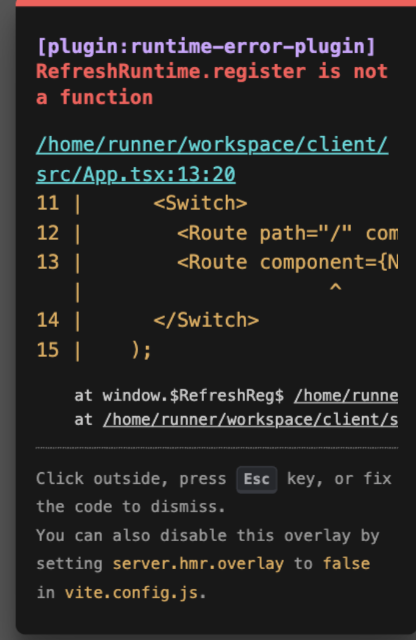 [plugin:runtime-error-plugin]
RefreshRuntime.register is not
a function
/home/runner/workspace/client/
src/App.tsx:13:20
11 |      <Switch>
12 |        <Route path="/" com
13 |        <Route component={N
   |                    ^
14 |      </Switch>
15 |    );
at window.$RefreshReg$ /home/runne
at /home/runner/workspace/client/s
Click outside, press Esc key, or fix
the code to dismiss.
You can also disable this overlay by
setting server.hmr.overlay to false
in vite.config.js.